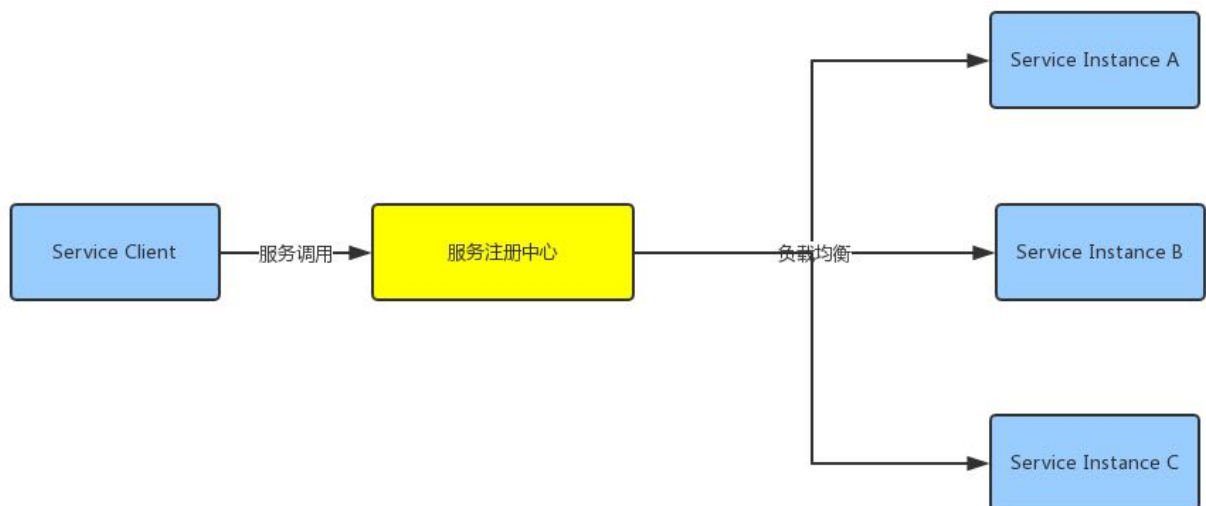 Service Instance A
Service Client
服务调用
服务注册中心
负载均衡
Service Instance B
Service Instance C